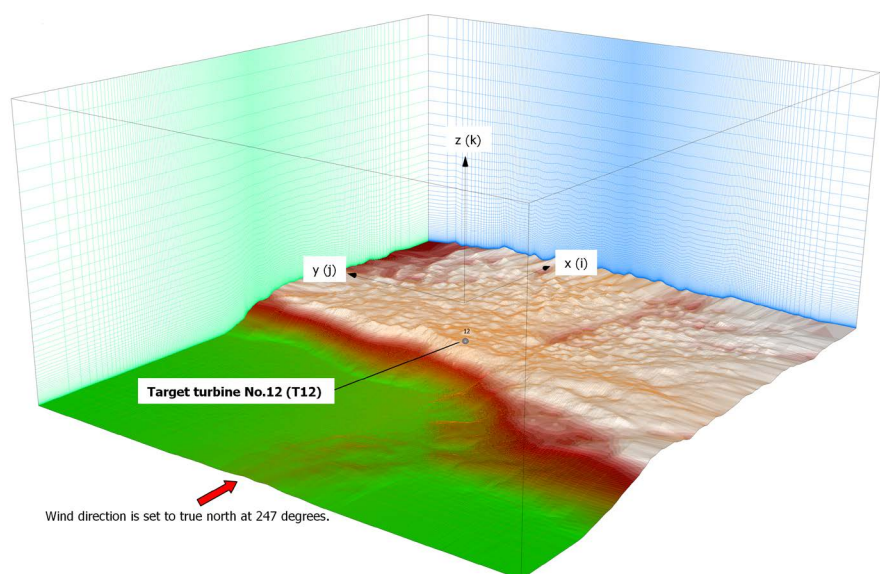 z (k)
y (j)
x (i)
12
Target turbine No.12 (T12)
Wind direction is set to true north at 247 degrees.